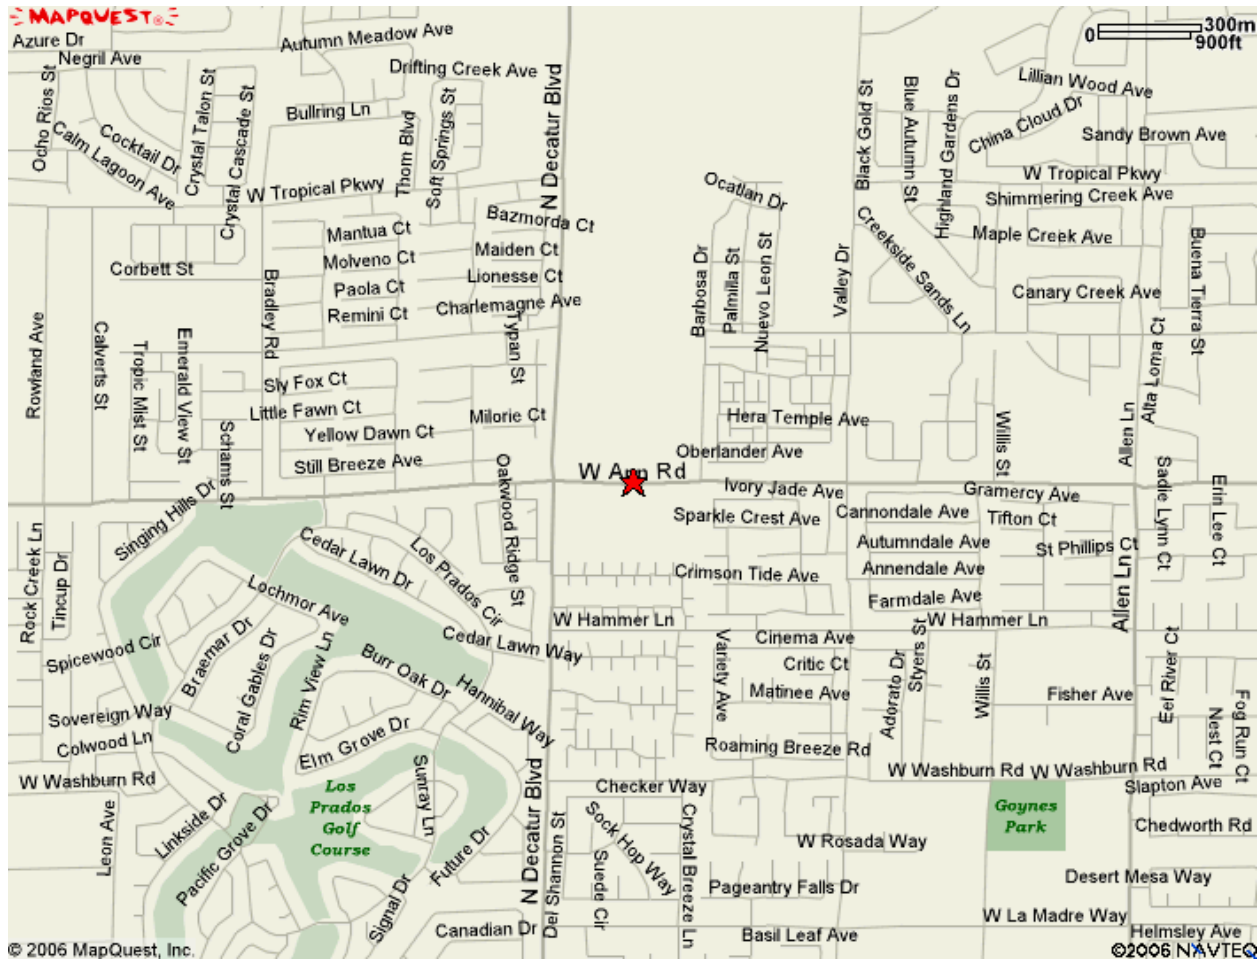 MAPQUEST®
300m
0
900ft
Azure Dr
Autumn Meadow Ave
Negril Ave
Drifting Creek Ave
N Decatur Blvd
Lillian Wood Ave
Ocho Rios St
Crystal Talon St
Crystal Cascade St
Bullring Ln
Thom Blvd
Soft Springs St
Black Gold St
Blue Autumn St
Highland Gardens Dr
China Cloud Dr
Sandy Brown Ave
Cocktail Dr
Calm Lagoon Ave
W Tropical Pkwy
W Tropical Pkwy
Shimmering Creek Ave
Ocatlan Dr
Bazmorda Ct
Mantua Ct
Maiden Ct
Maple Creek Ave
Corbett St
Molveno Ct
Lionesse Ct
Barbosa Dr
Palmilla St
Nuevo Leon St
Valley Dr
Creekside Sands Ln
Buena Tierra St
Paola Ct
Charlemagne Ave
Canary Creek Ave
Remini Ct
Bradley Rd
Rowland Ave
Calverts St
Tropic Mist St
Emerald View St
Typan St
Alta Loma Ct
Sly Fox Ct
Little Fawn Ct
Milorie Ct
Hera Temple Ave
Yellow Dawn Ct
Schams St
Willis St
Allen Ln
Still Breeze Ave
Oberlander Ave
W Ann Rd
Oakwood Ridge St
Ivory Jade Ave
Gramercy Ave
Sadie Lynn Ct
Erin Lee Ct
Singing Hills Dr
Sparkle Crest Ave
Cannondale Ave
Tifton Ct
Rock Creek Ln
Tincup Dr
Cedar Lawn Dr
Los Prados Cir
Autumndale Ave
St Phillips Ct
Lochmor Ave
Crimson Tide Ave
Annendale Ave
Allen Ln
Farmdale Ave
W Hammer Ln
W Hammer Ln
Spicewood Cir
Braemar Dr
Coral Gables Dr
Rim View Ln
Cedar Lawn Way
Cinema Ave
Burr Oak Dr
Variety Ave
Critic Ct
Adorato Dr
Styers St
Willis St
Eel River Ct
Hannibal Way
Matinee Ave
Fisher Ave
Nest Ct
Fog Run Ct
Sovereign Way
Colwood Ln
Elm Grove Dr
Roaming Breeze Rd
W Washburn Rd
Sunray Ln
N Decatur Blvd
Checker Way
W Washburn Rd
W Washburn Rd
Slapton Ave
Los
Prados
Golf
Course
Goynes
Park
Leon Ave
Linkside Dr
Pacific Grove Dr
Future Dr
Del Shannon St
Sock Hop Way
Suede Cir
Crystal Breeze Ln
W Rosada Way
Chedworth Rd
Signal Dr
Pageantry Falls Dr
Desert Mesa Way
W La Madre Way
Canadian Dr
Basil Leaf Ave
Helmsley Ave
© 2006 MapQuest, Inc.
©2006 NAVTEQ